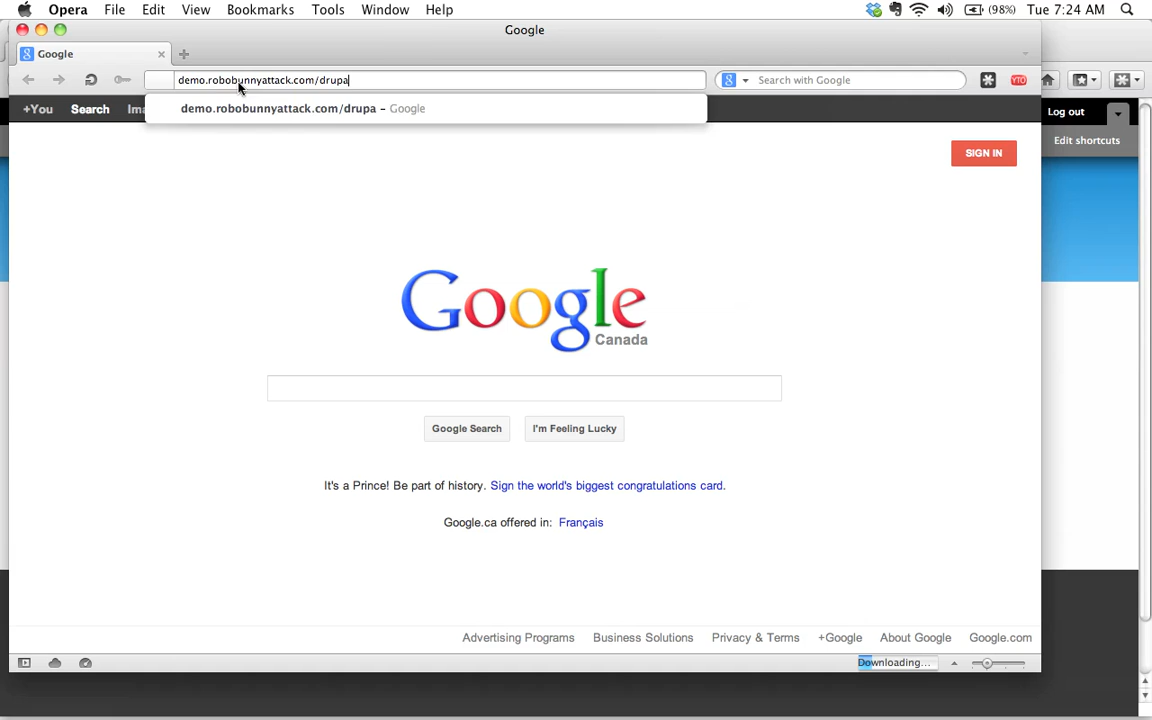 Opera File Edit View Bookmarks Tools Window Help (98%) Tue 7:24 AM
Google
Google
demo.robobunnyattack.com/drupa Search with Google YTO
demo.robobunnyattack.com/drupa – Google
+You Search Ima Log out
Edit shortcuts
SIGN IN
Google
Canada
Google Search I'm Feeling Lucky
It's a Prince! Be part of history. Sign the world's biggest congratulations card.
Google.ca offered in: Français
Advertising Programs Business Solutions Privacy & Terms +Google About Google Google.com
Downloading...